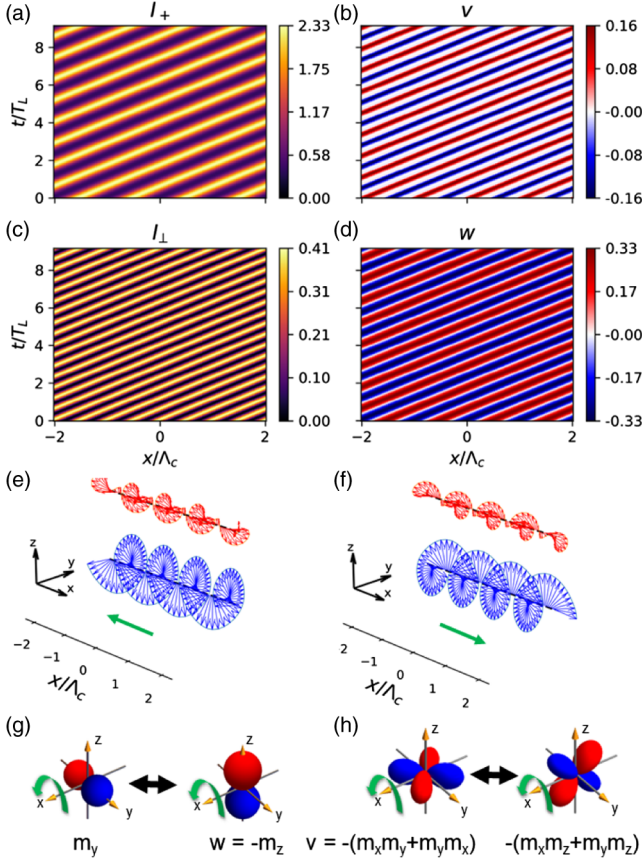 (a) I+ (b) v
2.33 0.16
8 1.75 0.08
6 t/TL 1.17 0.00
4 0.58 -0.08
2 0.00 -0.16
0
(c) I⊥ (d) w
0.41 0.33
8 0.31 0.17
6 t/TL 0.20 0.00
4 0.10 -0.17
2 0.00 -0.33
0
−2 0 2 −2 0 2
x/Λc x/Λc
(e) (f)
z y x z y x
-2 -1 0 1 2 -2 -1 0 1 2
x/Λc x/Λc
(g) (h)
z z z z
x y x y x y x y
my w = -mz v = -(mxmy+mymx) -(mxmz+mymz)